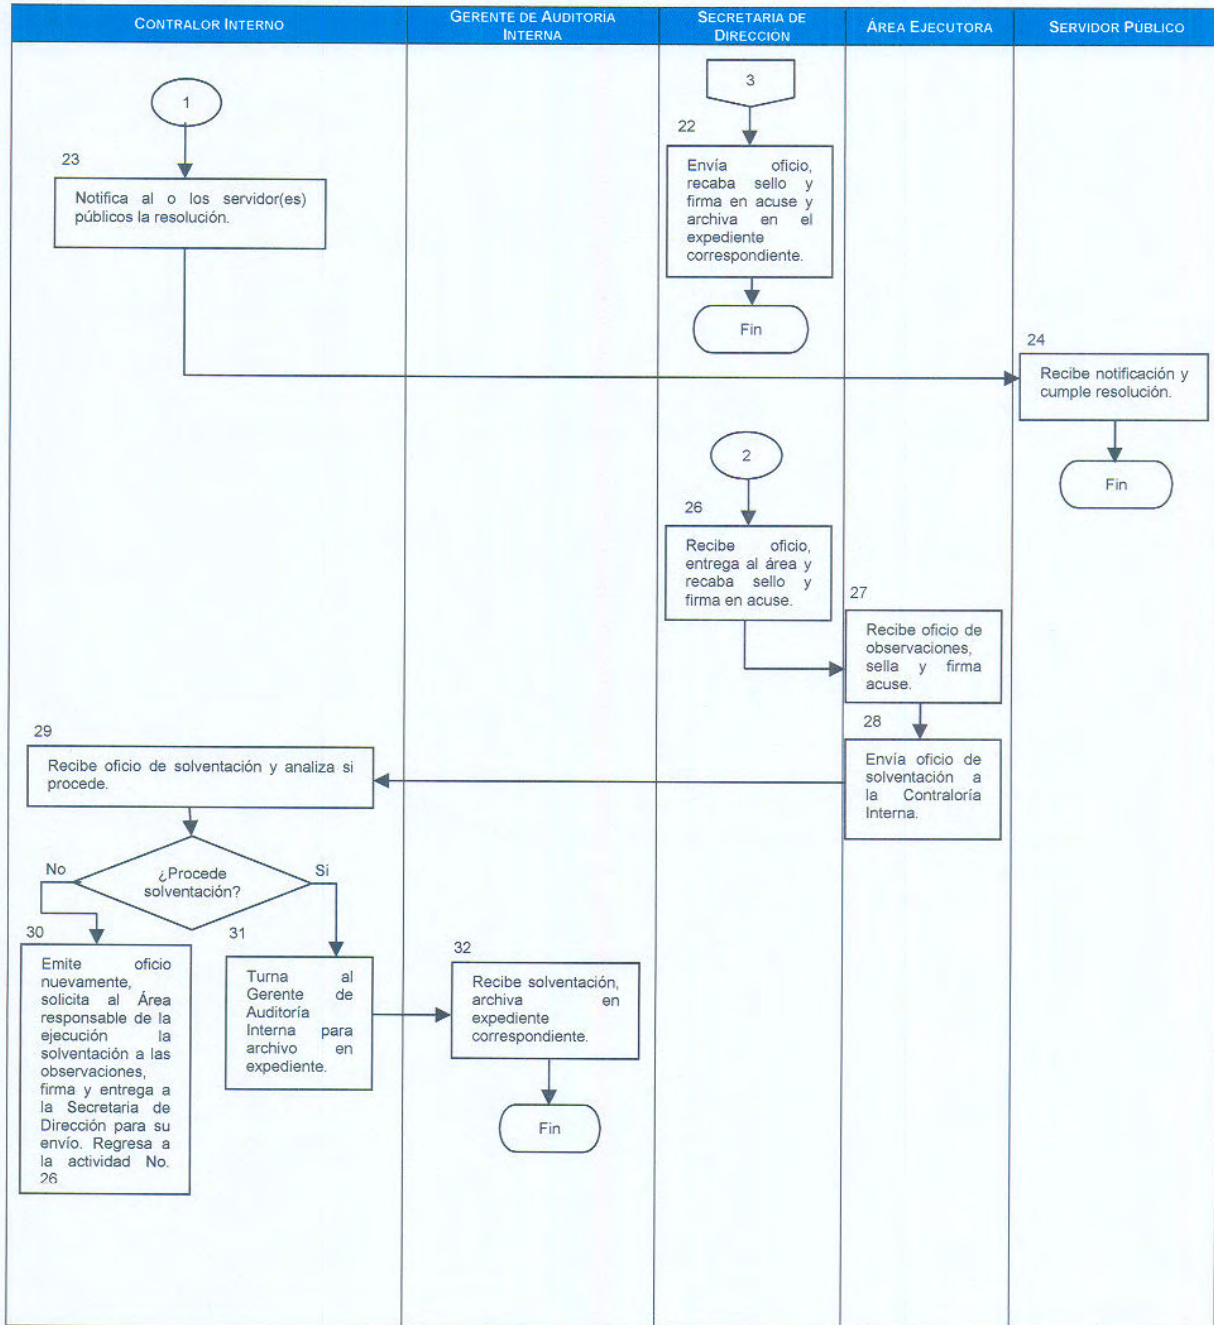 CONTRALOR INTERNO
GERENTE DE AUDITORÍA
INTERNA
SECRETARIA DE
DIRECCIÓN
ÁREA EJECUTORA
SERVIDOR PÚBLICO
1
23
Notifica al o los servidor(es)
públicos la resolución.
3
22
Envía oficio,
recaba sello y
firma en acuse y
archiva en el
expediente
correspondiente.
Fin
24
Recibe notificación y
cumple resolución.
Fin
2
26
Recibe oficio,
entrega al área y
recaba sello y
firma en acuse.
27
Recibe oficio de
observaciones,
sella y firma
acuse.
28
Envía oficio de
solventación a
la Contraloría
Interna.
29
Recibe oficio de solventación y analiza si
procede.
¿Procede
solventación?
No
Si
30
Emite oficio
nuevamente,
solicita al Área
responsable de la
ejecución la
solventación a las
observaciones,
firma y entrega a
la Secretaria de
Dirección para su
envío. Regresa a
la actividad No.
26
31
Turna al
Gerente de
Auditoría
Interna para
archivo en
expediente.
32
Recibe solventación,
archiva en
expediente
correspondiente.
Fin